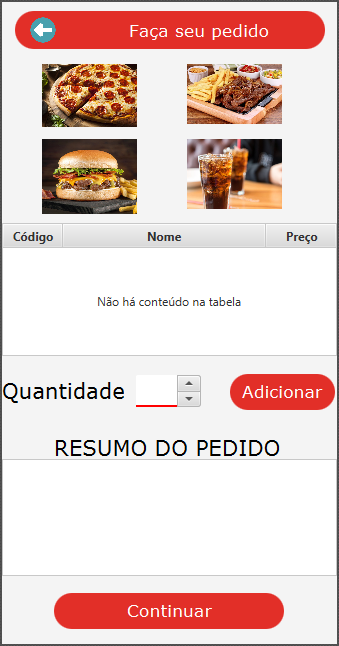 Faça seu pedido
Código Nome Preço
Não há conteúdo na tabela
Quantidade Adicionar
RESUMO DO PEDIDO
Continuar